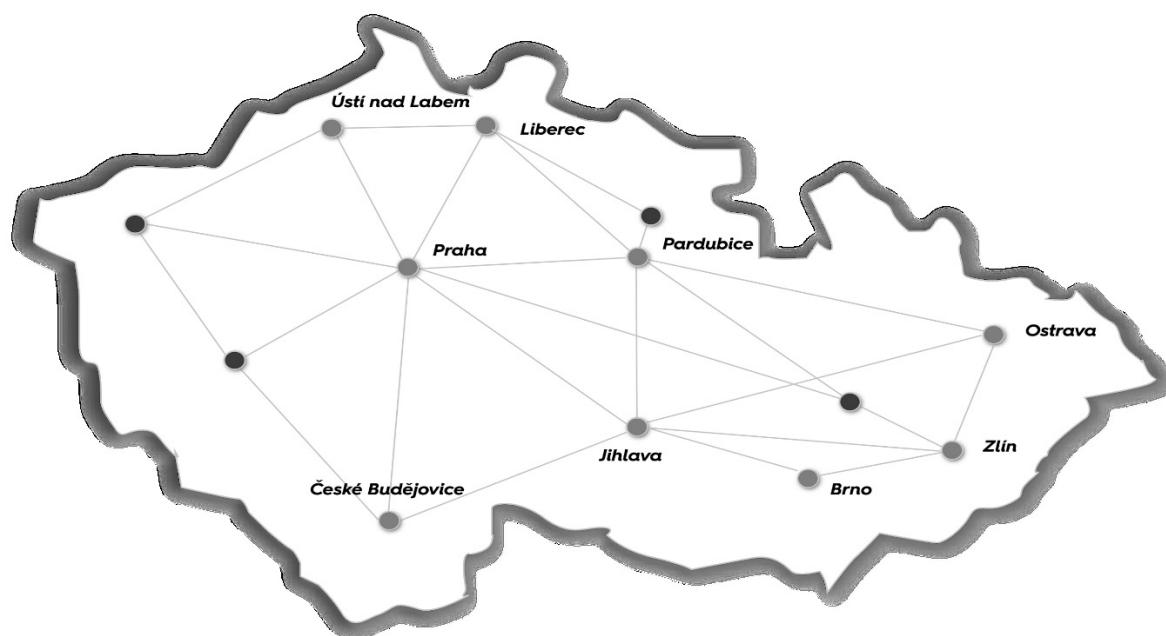 Ústí nad Labem
Liberec
Praha
Pardubice
Ostrava
Jihlava
Zlín
Brno
České Budějovice